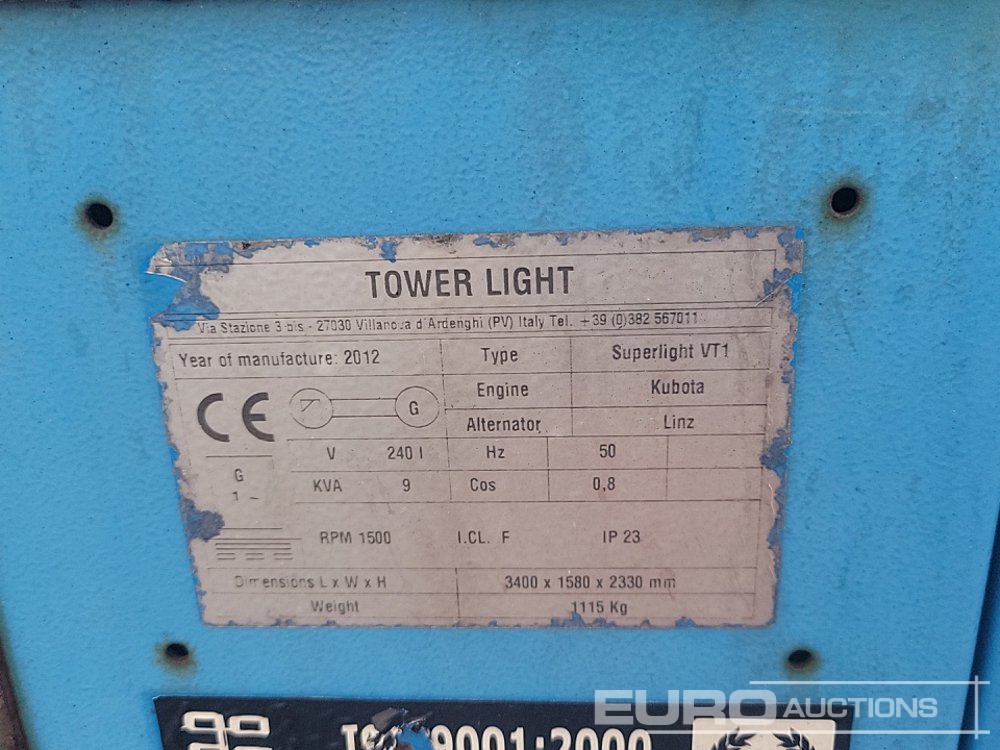 TOWER LIGHT
Via Stazione 3 bis - 27030 Villanova d'Ardenghi (PV) Italy Tel. +39 (0)382 567011
Year of manufacture: 2012 Type Superlight VT1
Engine Kubota
CE G
Alternator Linz
V 240 I Hz 50
G
1 ~
KVA 9 Cos 0,8
RPM 1500 I.CL. F IP 23
Dimensions L x W x H 3400 x 1580 x 2330 mm
Weight 1115 Kg
9001:2000
EURO AUCTIONS